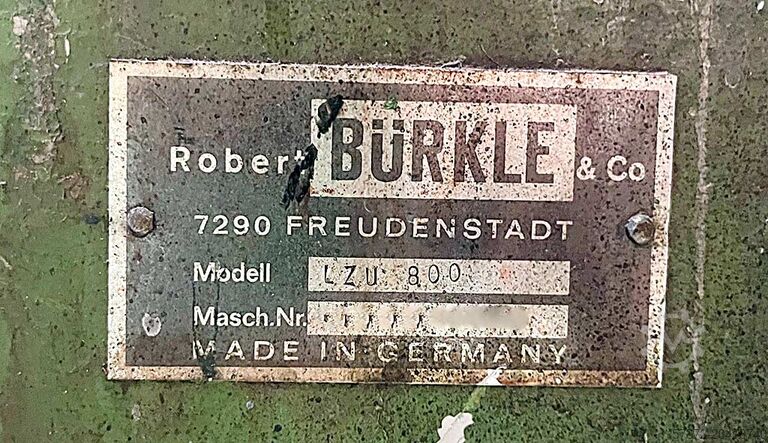 Robert BÜRKLE & Co
7290 FREUDENSTADT
Modell LZU 800
Masch.Nr.
MADE IN GERMANY